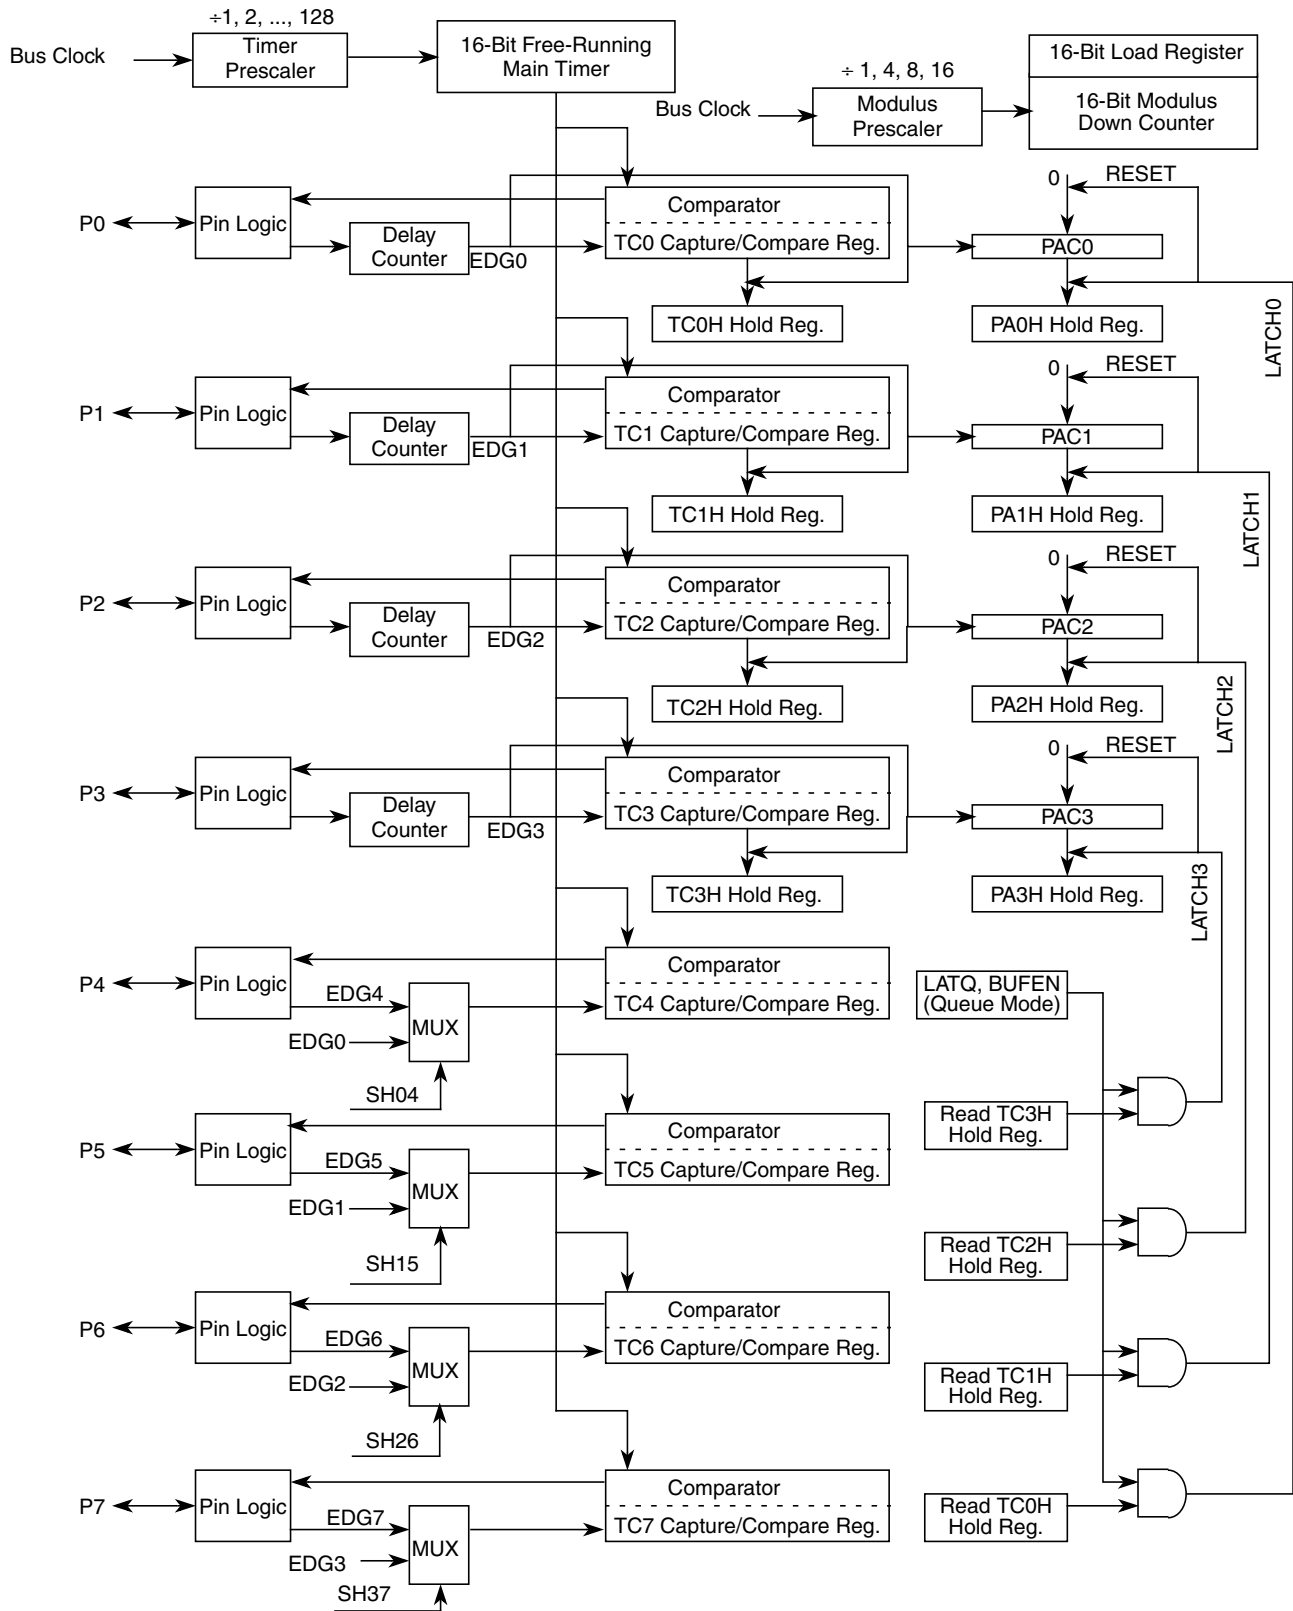 ÷1, 2, ..., 128
Bus Clock
Timer
Prescaler
16-Bit Free-Running
Main Timer
÷ 1, 4, 8, 16
Bus Clock
Modulus
Prescaler
16-Bit Load Register
16-Bit Modulus
Down Counter
P0
Pin Logic
Delay
Counter
EDG0
Comparator
TC0 Capture/Compare Reg.
TC0H Hold Reg.
0
RESET
PAC0
PA0H Hold Reg.
LATCH0
P1
Pin Logic
Delay
Counter
EDG1
Comparator
TC1 Capture/Compare Reg.
TC1H Hold Reg.
0
RESET
PAC1
PA1H Hold Reg.
LATCH1
P2
Pin Logic
Delay
Counter
EDG2
Comparator
TC2 Capture/Compare Reg.
TC2H Hold Reg.
0
RESET
PAC2
PA2H Hold Reg.
LATCH2
P3
Pin Logic
Delay
Counter
EDG3
Comparator
TC3 Capture/Compare Reg.
TC3H Hold Reg.
0
RESET
PAC3
PA3H Hold Reg.
LATCH3
P4
Pin Logic
EDG4
EDG0
MUX
SH04
Comparator
TC4 Capture/Compare Reg.
LATQ, BUFEN
(Queue Mode)
Read TC3H
Hold Reg.
P5
Pin Logic
EDG5
EDG1
MUX
SH15
Comparator
TC5 Capture/Compare Reg.
Read TC2H
Hold Reg.
P6
Pin Logic
EDG6
EDG2
MUX
SH26
Comparator
TC6 Capture/Compare Reg.
Read TC1H
Hold Reg.
P7
Pin Logic
EDG7
EDG3
MUX
SH37
Comparator
TC7 Capture/Compare Reg.
Read TC0H
Hold Reg.